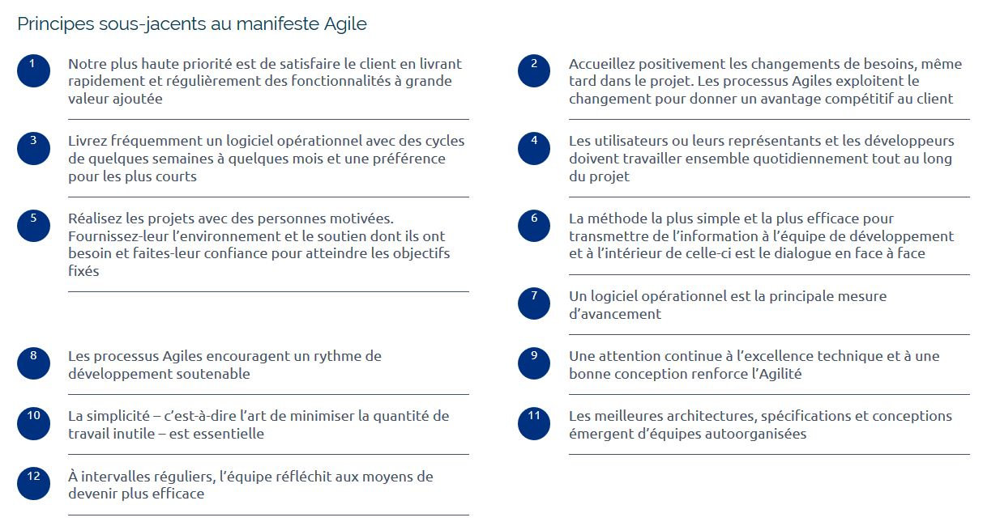 Principes sous-jacents au manifeste Agile
1
Notre plus haute priorité est de satisfaire le client en livrant
rapidement et régulièrement des fonctionnalités à grande
valeur ajoutée
2
Accueillez positivement les changements de besoins, même
tard dans le projet. Les processus Agiles exploitent le
changement pour donner un avantage compétitif au client
3
Livrez fréquemment un logiciel opérationnel avec des cycles
de quelques semaines à quelques mois et une préférence
pour les plus courts
4
Les utilisateurs ou leurs représentants et les développeurs
doivent travailler ensemble quotidiennement tout au long
du projet
5
Réalisez les projets avec des personnes motivées.
Fournissez-leur l’environnement et le soutien dont ils ont
besoin et faites-leur confiance pour atteindre les objectifs
fixés
6
La méthode la plus simple et la plus efficace pour
transmettre de l’information à l’équipe de développement
et à l’intérieur de celle-ci est le dialogue en face à face
7
Un logiciel opérationnel est la principale mesure
d’avancement
8
Les processus Agiles encouragent un rythme de
développement soutenable
9
Une attention continue à l’excellence technique et à une
bonne conception renforce l’Agilité
10
La simplicité – c’est-à-dire l’art de minimiser la quantité de
travail inutile – est essentielle
11
Les meilleures architectures, spécifications et conceptions
émergent d’équipes autoorganisées
12
À intervalles réguliers, l’équipe réfléchit aux moyens de
devenir plus efficace